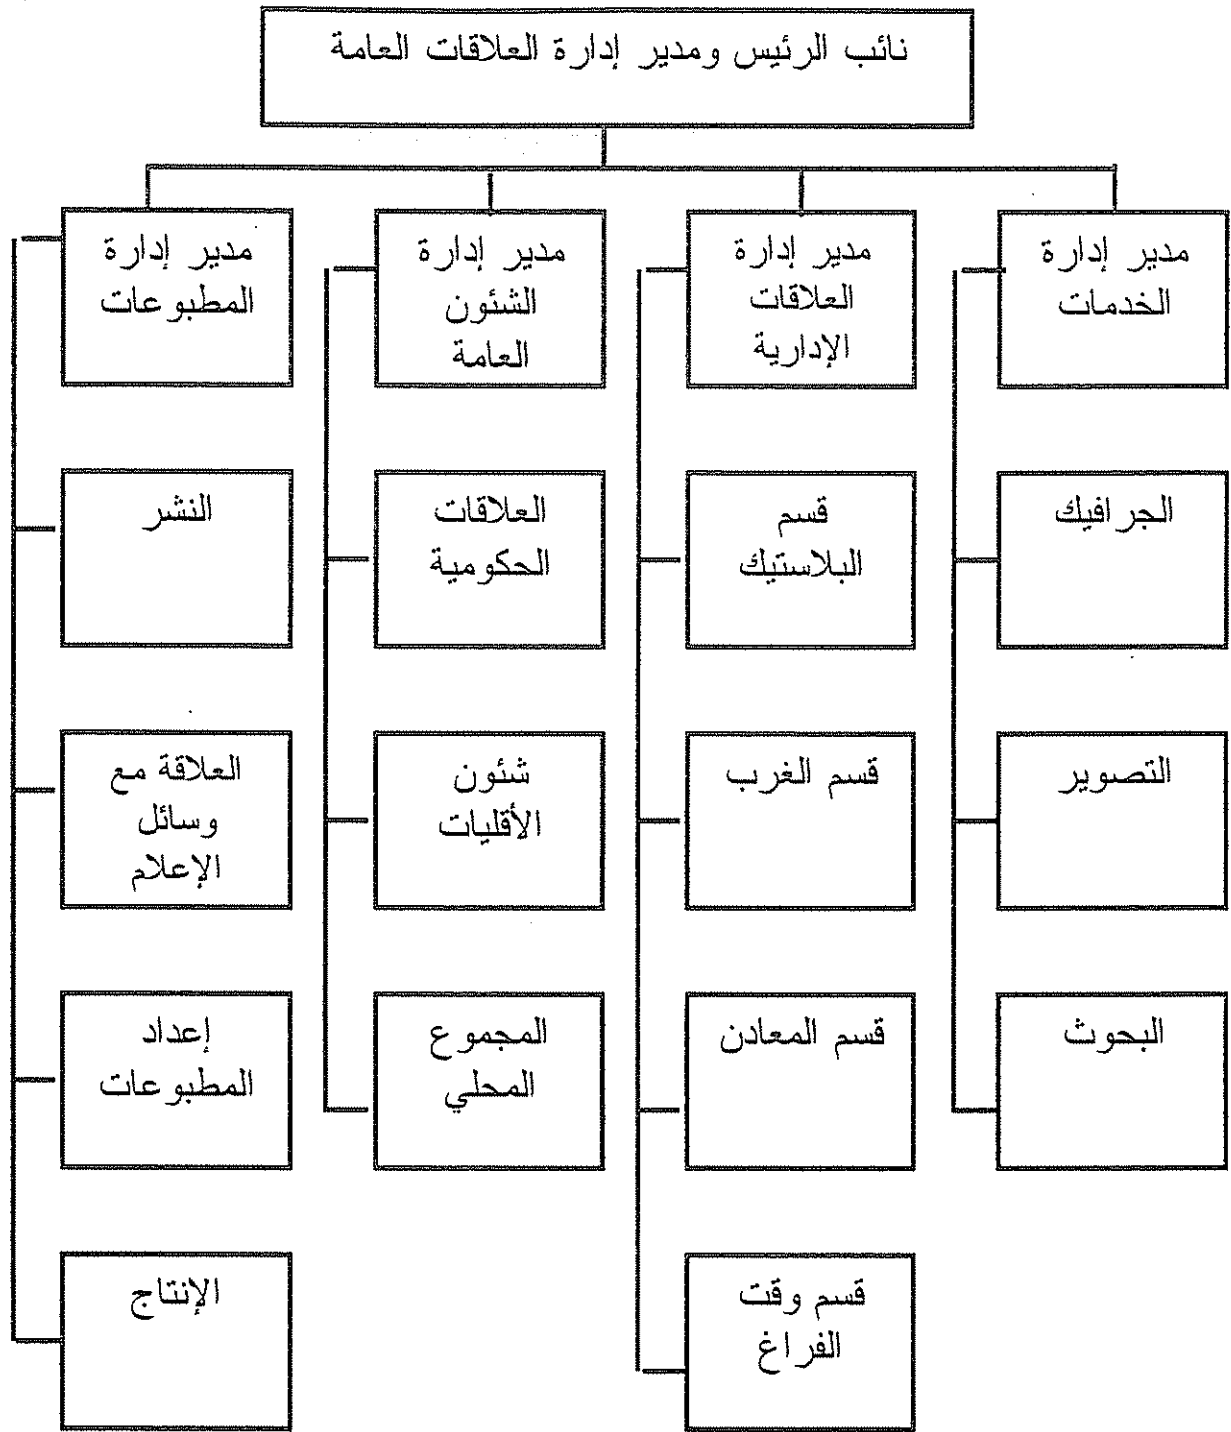 نائب الرئيس ومدير إدارة العلاقات العامة
مدير إدارة
الخدمات
مدير إدارة
العلاقات
الإدارية
مدير إدارة
الشئون
العامة
مدير إدارة
المطبوعات
الجرافيك
قسم
البلاستيك
العلاقات
الحكومية
النشر
التصوير
قسم الغرب
شئون
الأقليات
العلاقة مع
وسائل
الإعلام
البحوث
قسم المعادن
المجموع
المحلي
إعداد
المطبوعات
قسم وقت
الفراغ
الإنتاج